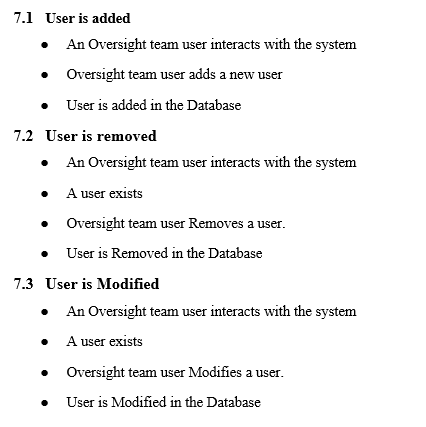 7.1 User is added
• An Oversight team user interacts with the system
• Oversight team user adds a new user
• User is added in the Database
7.2 User is removed
• An Oversight team user interacts with the system
• A user exists
• Oversight team user Removes a user.
• User is Removed in the Database
7.3 User is Modified
• An Oversight team user interacts with the system
• A user exists
• Oversight team user Modifies a user.
• User is Modified in the Database